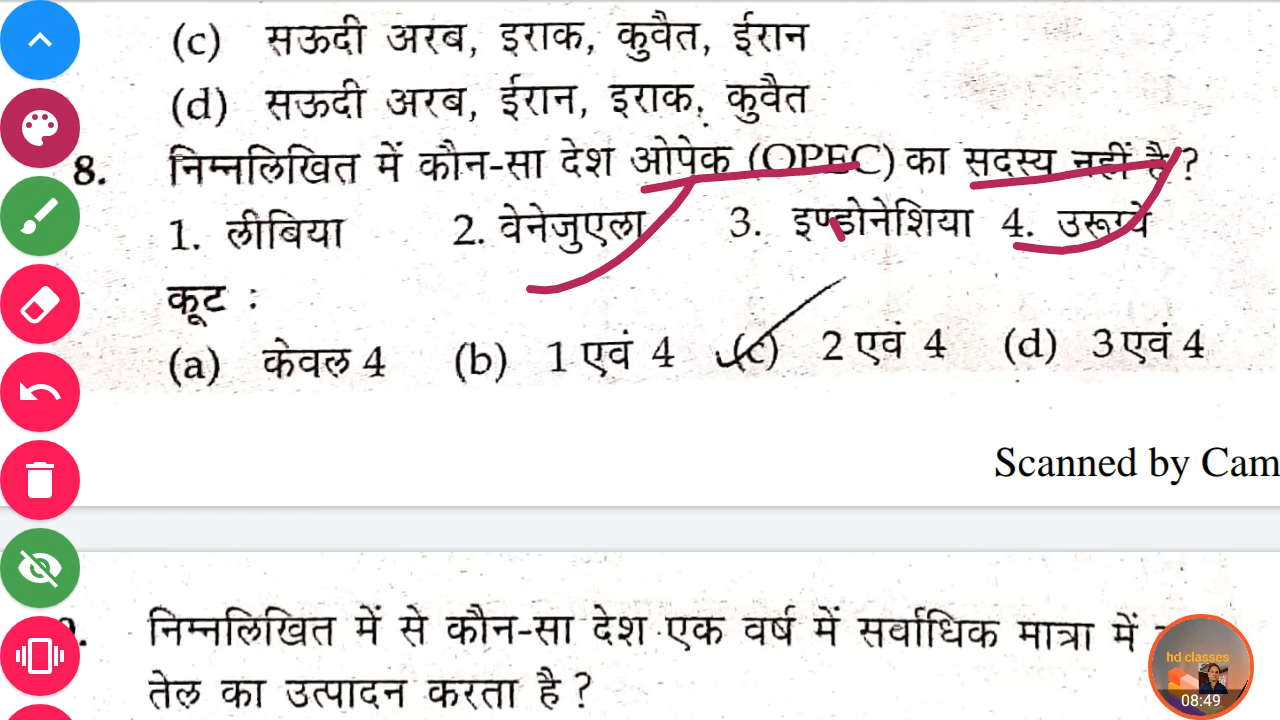 (c) सऊदी अरब, इराक, कुवैत, ईरान
(d) सऊदी अरब, ईरान, इराक, कुवैत
8. निम्नलिखित में कौन-सा देश ओपेक (OPEC) का सदस्य नहीं है ?
1. लीबिया 2. वेनेजुएला 3. इण्डोनेशिया 4. उरूग्वे
कूट :
(a) केवल 4 (b) 1 एवं 4 (c) 2 एवं 4 (d) 3 एवं 4
Scanned by Cam
निम्नलिखित में से कौन-सा देश एक वर्ष में सर्वाधिक मात्रा में
तेल का उत्पादन करता है ?
hd classes
08:49